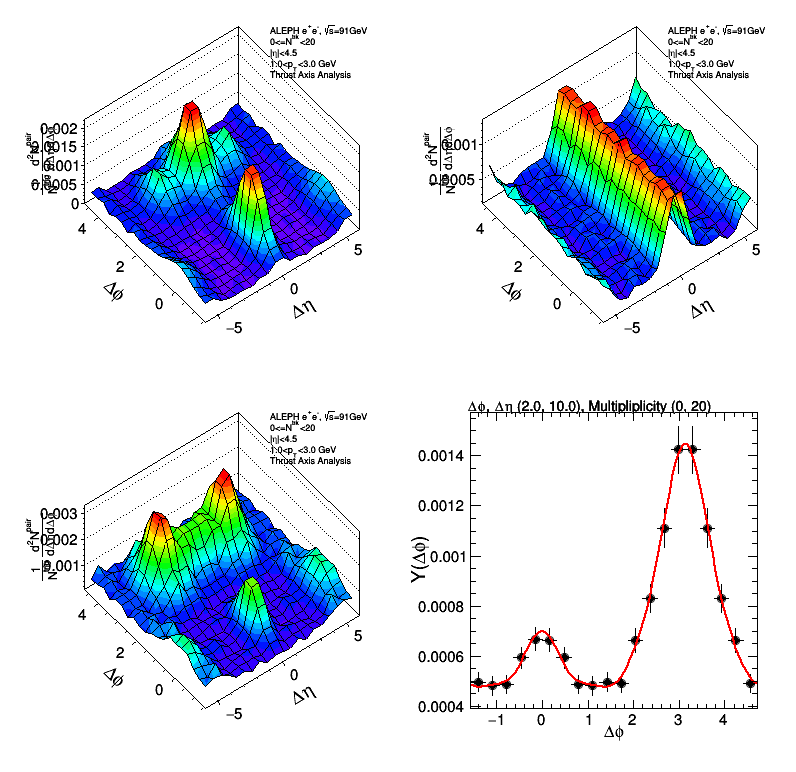 ALEPH e+e-, √s=91GeV
0<=N trk <20
|η|<4.5
1.0<p T <3.0 GeV
Thrust Axis Analysis
0.002
0.0015
0.001
0.0005
0
4
2
0
Δφ
−5
0
5
Δη
ALEPH e+e-, √s=91GeV
0<=N trk <20
|η|<4.5
1.0<p T <3.0 GeV
Thrust Axis Analysis
0.001
0.0005
4
2
0
Δφ
−5
0
5
Δη
ALEPH e+e-, √s=91GeV
0<=N trk <20
|η|<4.5
1.0<p T <3.0 GeV
Thrust Axis Analysis
0.003
0.002
0.001
4
2
0
Δφ
−5
0
5
Δη
Δφ, Δη (2.0, 10.0), Multipliplicity (0, 20)
Y(Δφ)
0.0014
0.0012
0.001
0.0008
0.0006
0.0004
−1 0 1 2 3 4
Δφ